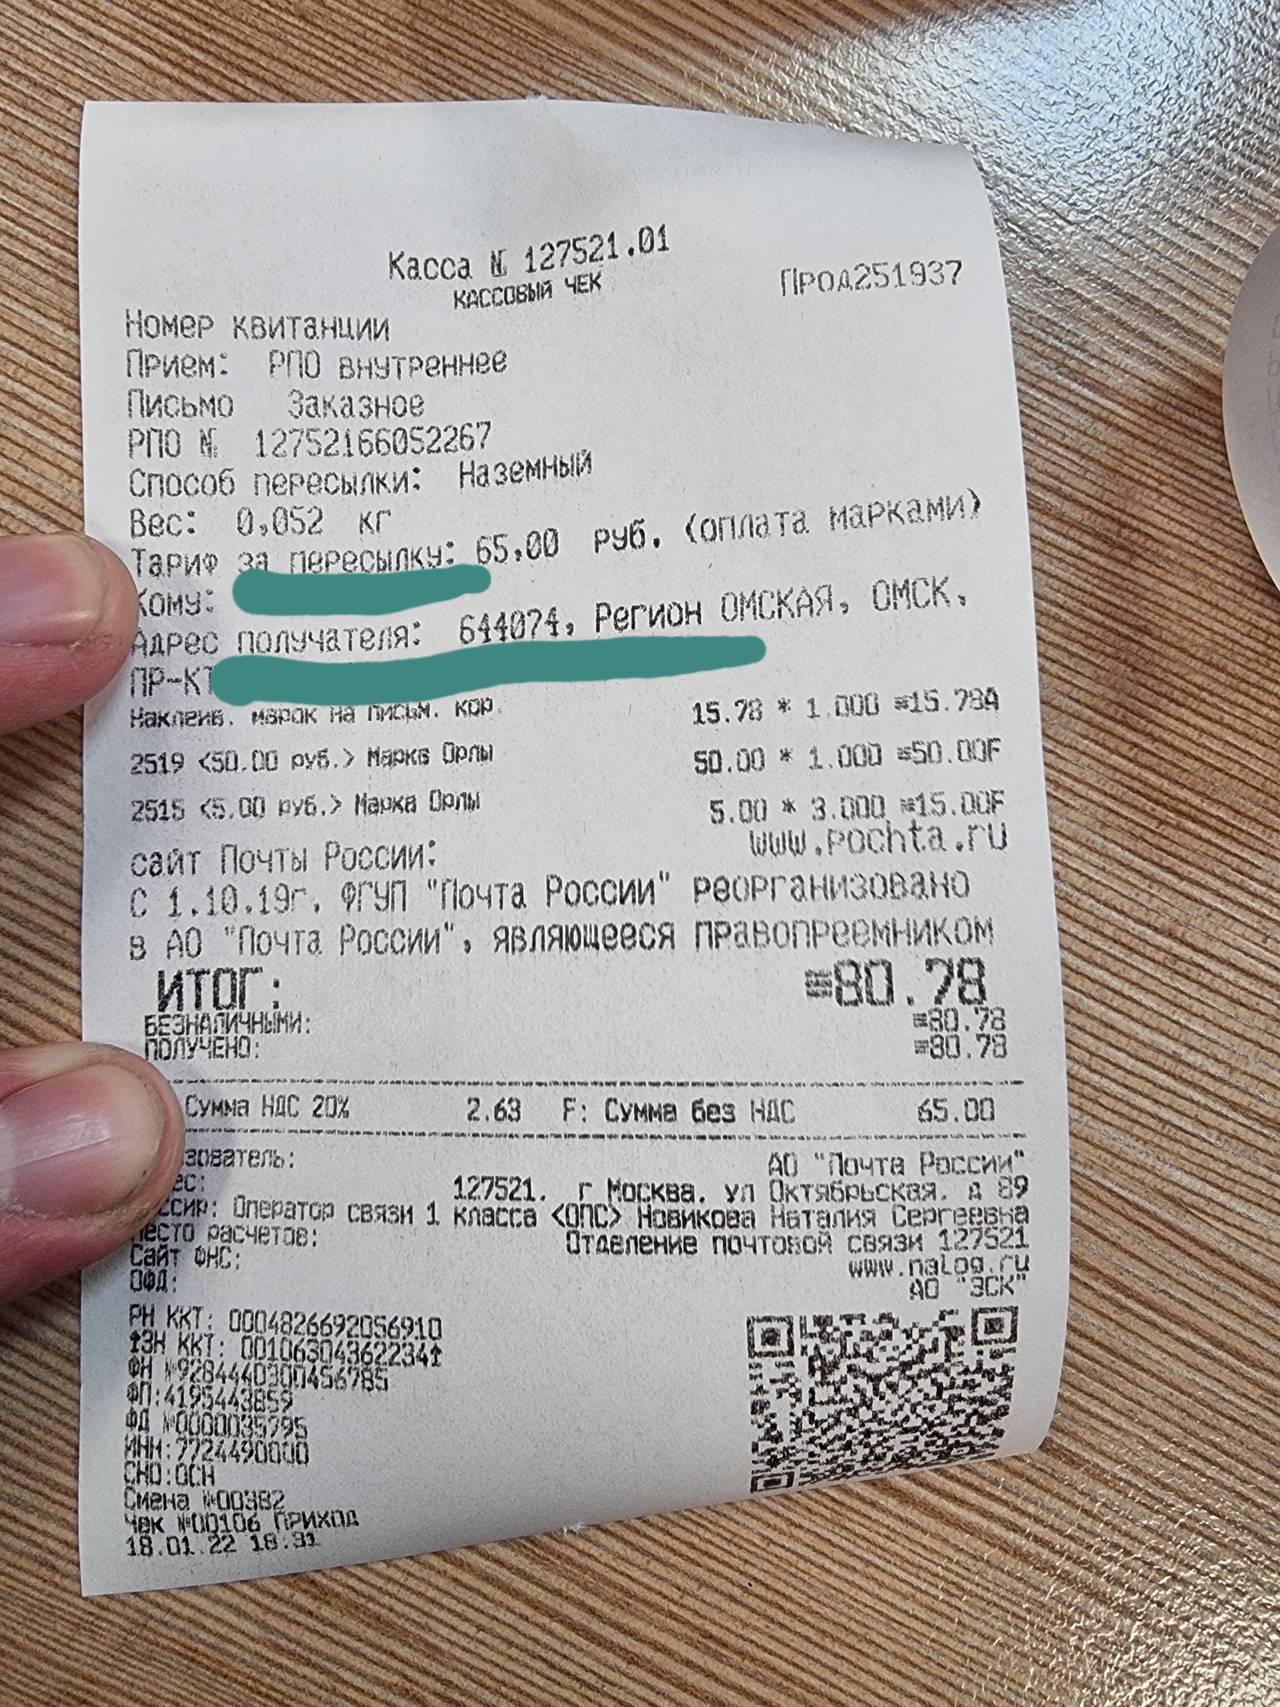 Касса № 127521.01
КАССОВЫЙ ЧЕК
Прод251937
Номер квитанции
Прием: РПО внутреннее
Письмо Заказное
РПО № 12752166052267
Способ пересылки: Наземный
Вес: 0,052 кг
Тариф за пересылку: 65.00 руб. (оплата марками)
Кому:
Адрес получателя: 644074, Регион ОМСКАЯ, ОМСК,
ПР-КТ
Наклеив. марок на письм. кор. 15.78 * 1.000 =15.78A
2519 <50.00 руб.> Марка Орлы 50.00 * 1.000 =50.00F
2515 <5.00 руб.> Марка Орлы 5.00 * 3.000 =15.00F
сайт Почты России: www.pochta.ru
С 1.10.19г. ФГУП "Почта России" реорганизовано
в АО "Почта России", являющееся правопреемником
ИТОГ: =80.78
БЕЗНАЛИЧНЫМИ: =80.78
ПОЛУЧЕНО: =80.78
Сумма НДС 20% 2.63 F: Сумма без НДС 65.00
зователь: АО "Почта России"
ес: 127521, г Москва, ул Октябрьская, д 89
ссир: Оператор связи 1 класса <ОПС> Новикова Наталия Сергеевна
Место расчетов: Отделение почтовой связи 127521
Сайт ФНС: www.nalog.ru
ОФД: АО "ЭСК"
РН ККТ: 0004826692056910
↑ЗН ККТ: 00106304362234↑
ФН №9284440300456785
ФП:4195443859
ФД №0000035795
ИНН:7724490000
СНО:ОСН
Смена №00382
Чек №00106 ПРИХОД
18.01.22 18:31